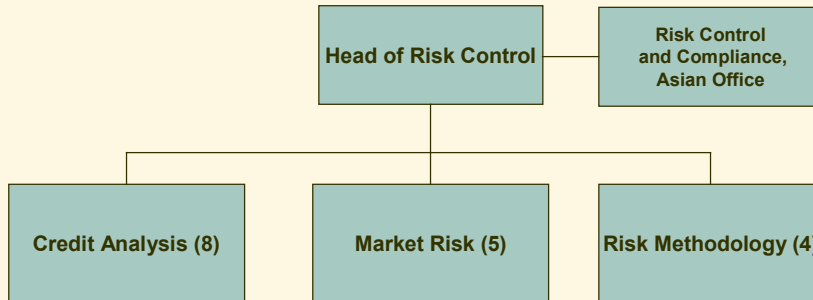 Head of Risk Control
Risk Control
and Compliance,
Asian Office
Credit Analysis (8)
Market Risk (5)
Risk Methodology (4)